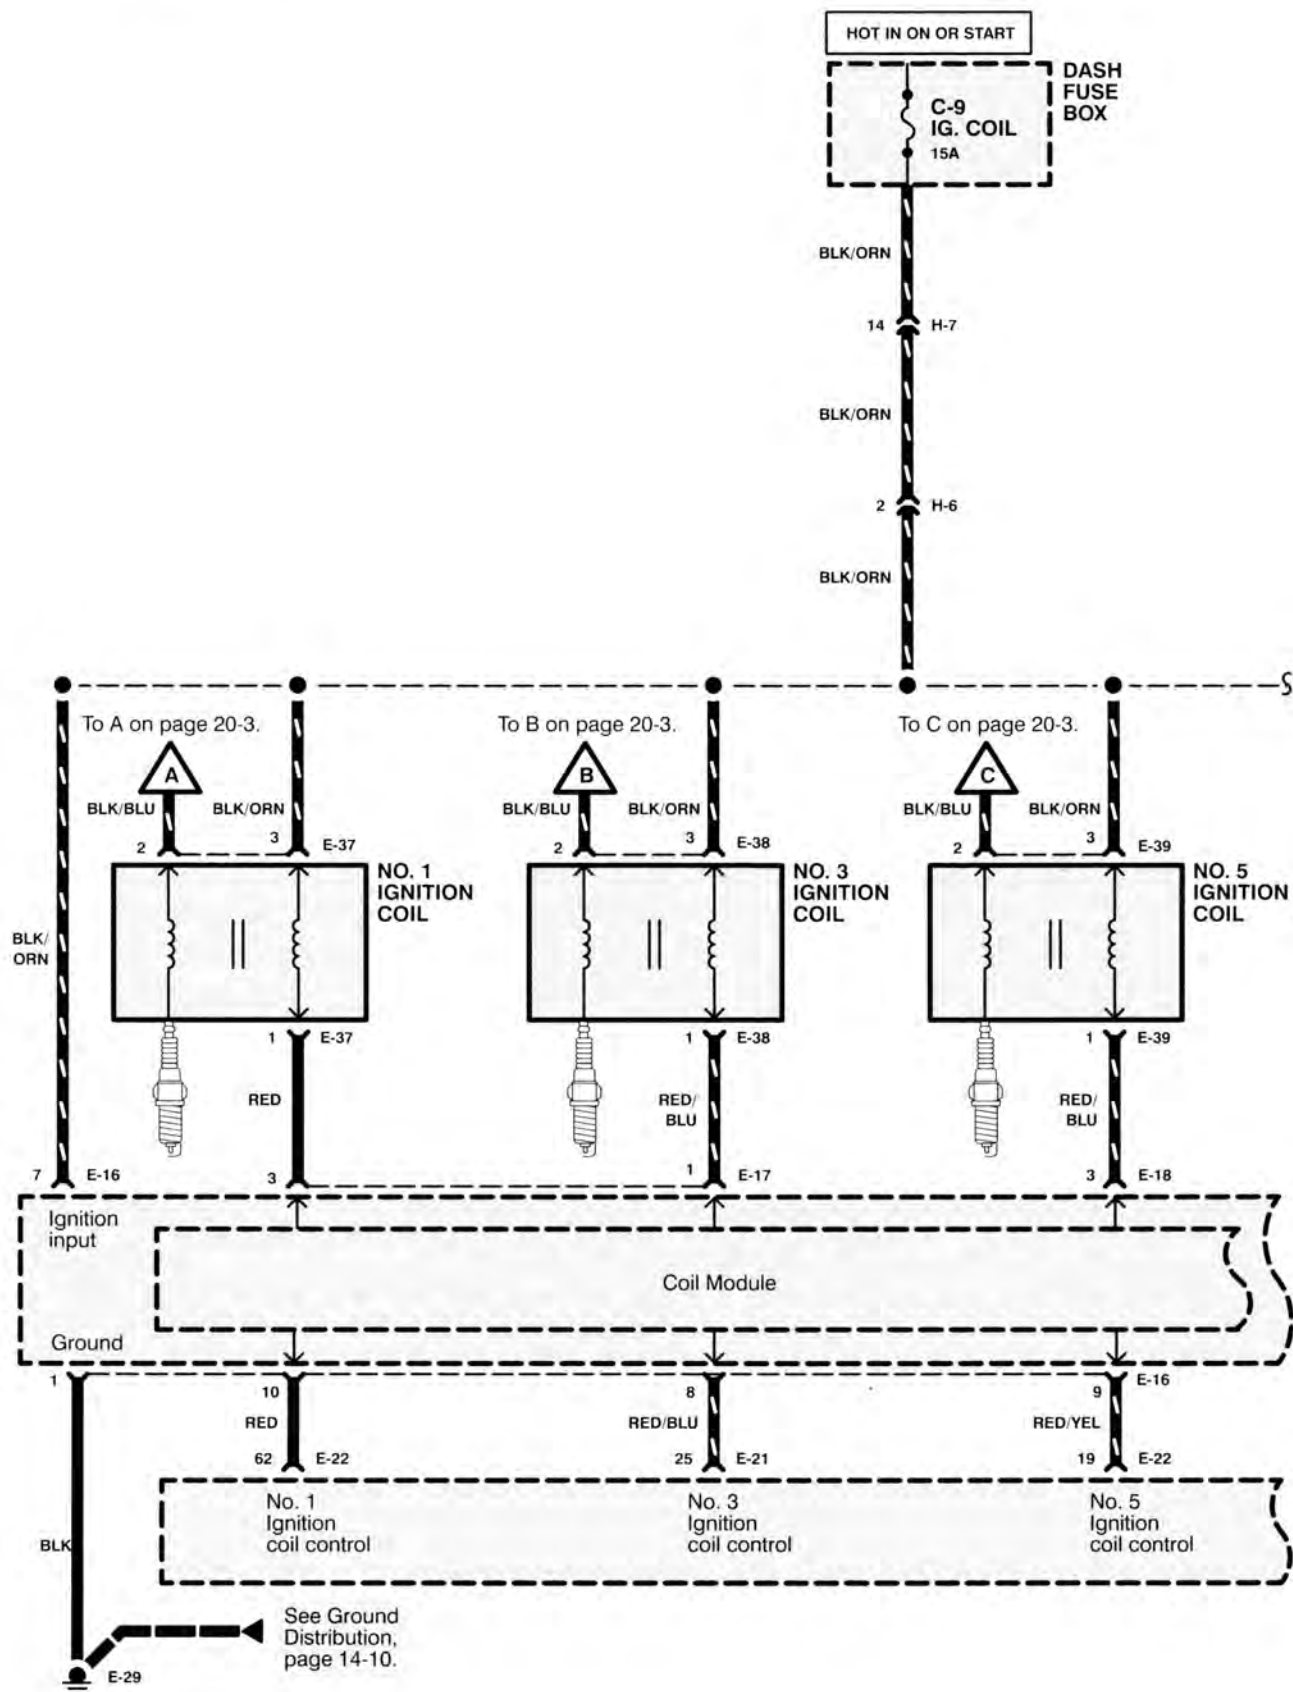 HOT IN ON OR START
DASH
FUSE
BOX
C-9
IG. COIL
15A
BLK/ORN
14 H-7
BLK/ORN
2 H-6
BLK/ORN
S
To A on page 20-3.
To B on page 20-3.
To C on page 20-3.
A
B
C
BLK/BLU BLK/ORN
BLK/BLU BLK/ORN
BLK/BLU BLK/ORN
2 3 E-37
2 3 E-38
2 3 E-39
NO. 1
IGNITION
COIL
NO. 3
IGNITION
COIL
NO. 5
IGNITION
COIL
BLK/
ORN
1 E-37
1 E-38
1 E-39
RED
RED/
BLU
RED/
BLU
7 E-16
3
1 E-17
3 E-18
Ignition
input
Coil Module
Ground
1
10
8
9 E-16
RED
RED/BLU
RED/YEL
62 E-22
25 E-21
19 E-22
No. 1
Ignition
coil control
No. 3
Ignition
coil control
No. 5
Ignition
coil control
BLK
See Ground
Distribution,
page 14-10.
E-29